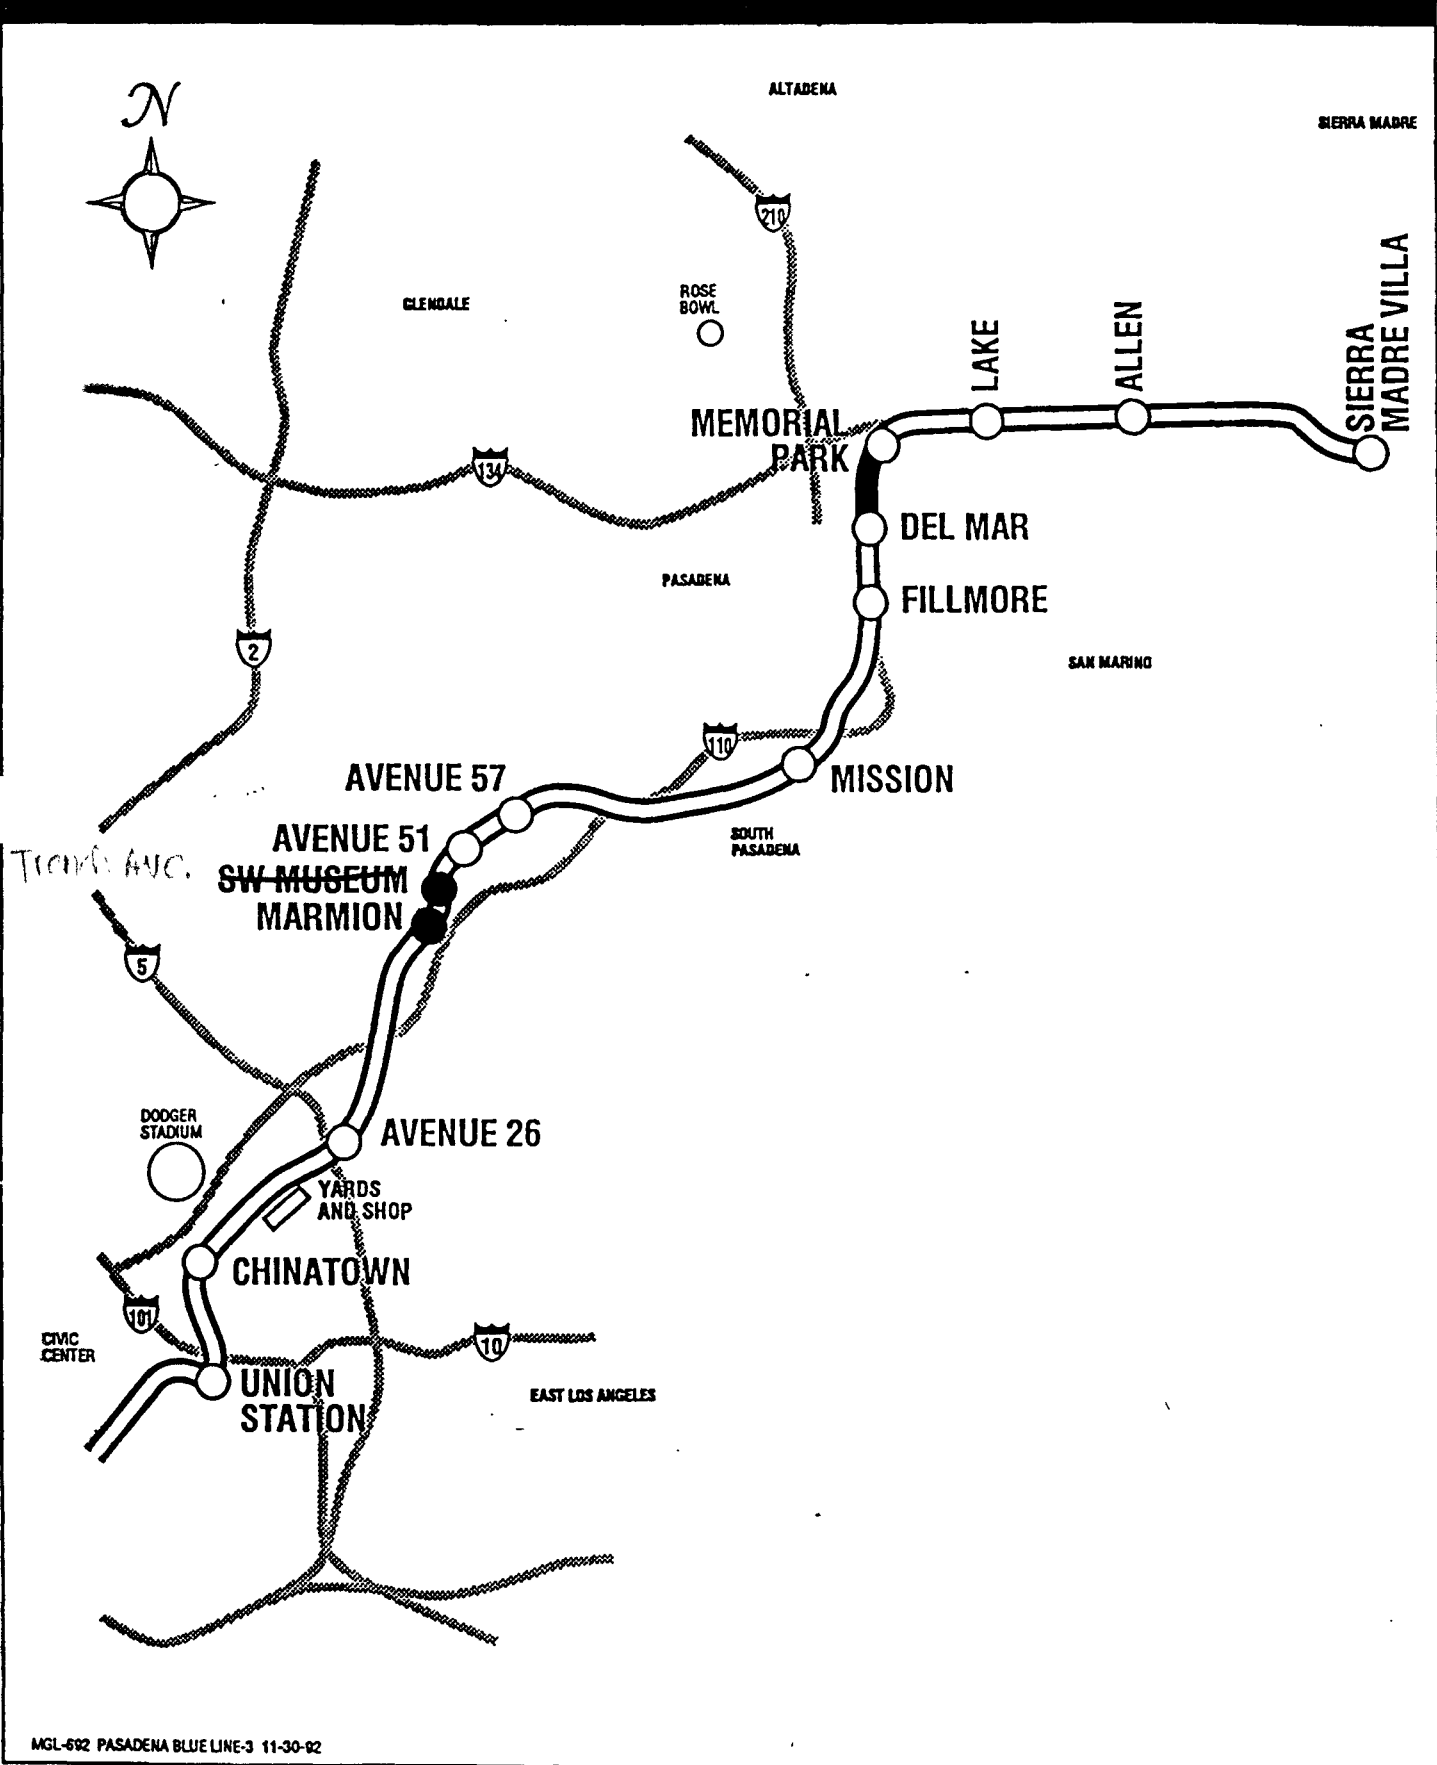 N
ALTADENA
SIERRA MADRE
210
GLENDALE
ROSE
BOWL
LAKE
ALLEN
SIERRA
MADRE VILLA
MEMORIAL
PARK
134
DEL MAR
PASADENA
FILLMORE
2
SAN MARINO
110
AVENUE 57
MISSION
AVENUE 51
SOUTH
PASADENA
AVE.
SW MUSEUM
MARMION
5
DODGER
STADIUM
AVENUE 26
YARDS
AND SHOP
CHINATOWN
101
CIVIC
CENTER
10
UNION
STATION
EAST LOS ANGELES
MGL-692 PASADENA BLUE LINE-3 11-30-92